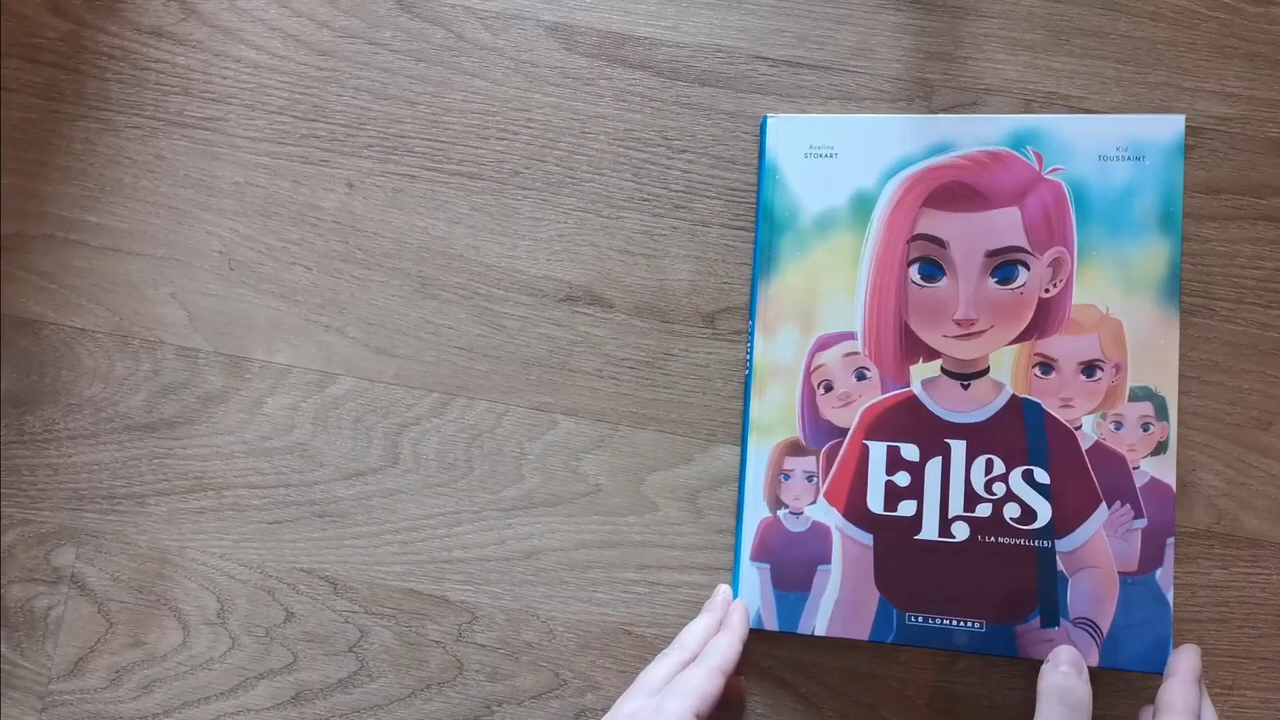 Aveline
STOKART
Kid
TOUSSAINT
Elles
1. LA NOUVELLE(S)
LE LOMBARD